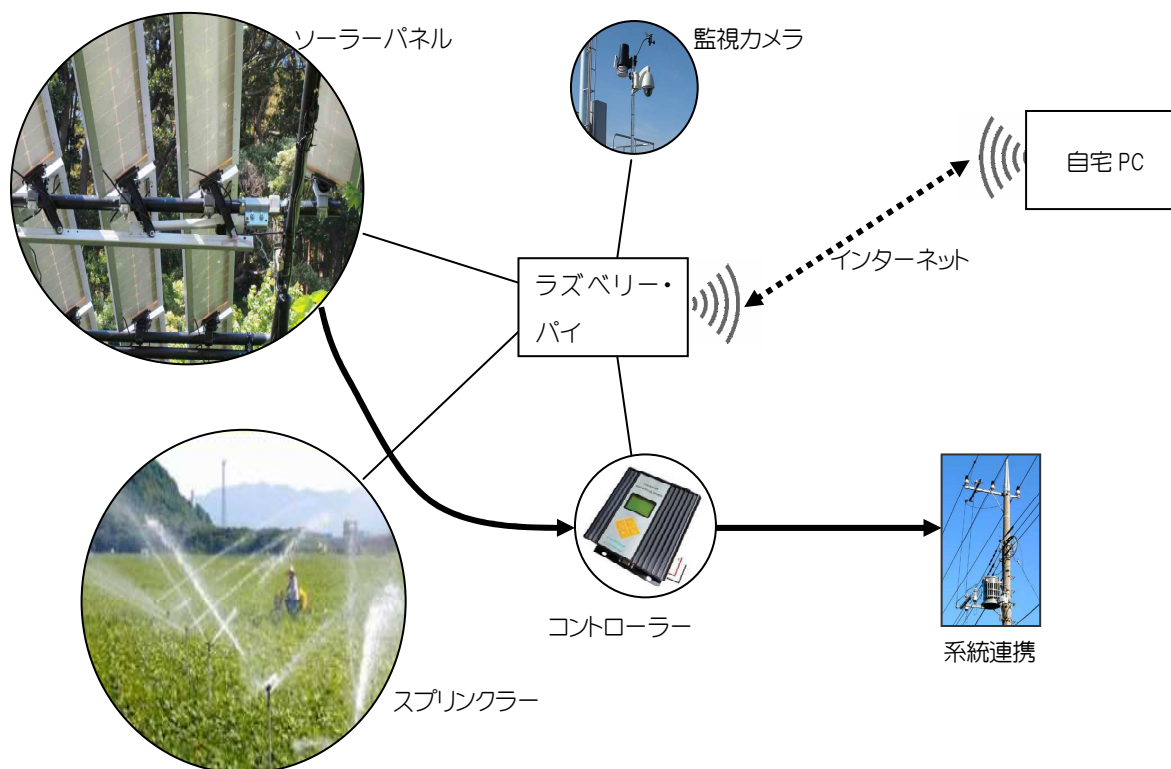 ソーラーパネル
監視カメラ
自宅 PC
インターネット
ラズベリー・
パイ
コントローラー
系統連携
スプリンクラー